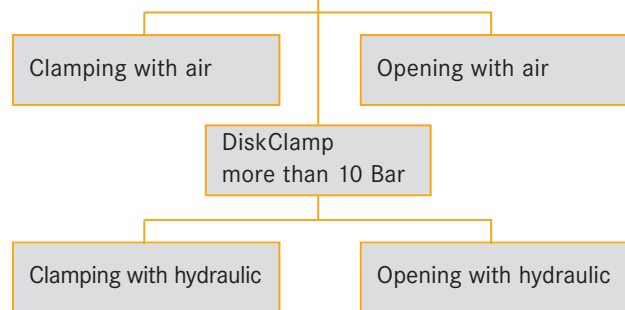 Clamping with air
Opening with air
DiskClamp
more than 10 Bar
Clamping with hydraulic
Opening with hydraulic